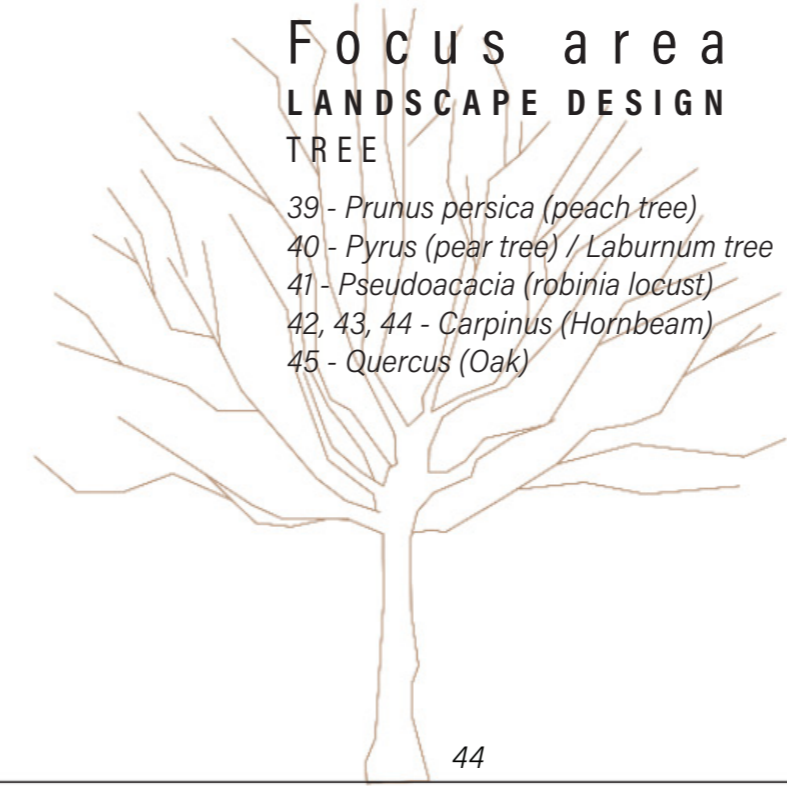 Focus area
LANDSCAPE DESIGN
TREE
39 - Prunus persica (peach tree)
40 - Pyrus (pear tree) / Laburnum tree
41 - Pseudoacacia (robinia locust)
42, 43, 44 - Carpinus (Hornbeam)
45 - Quercus (Oak)
44